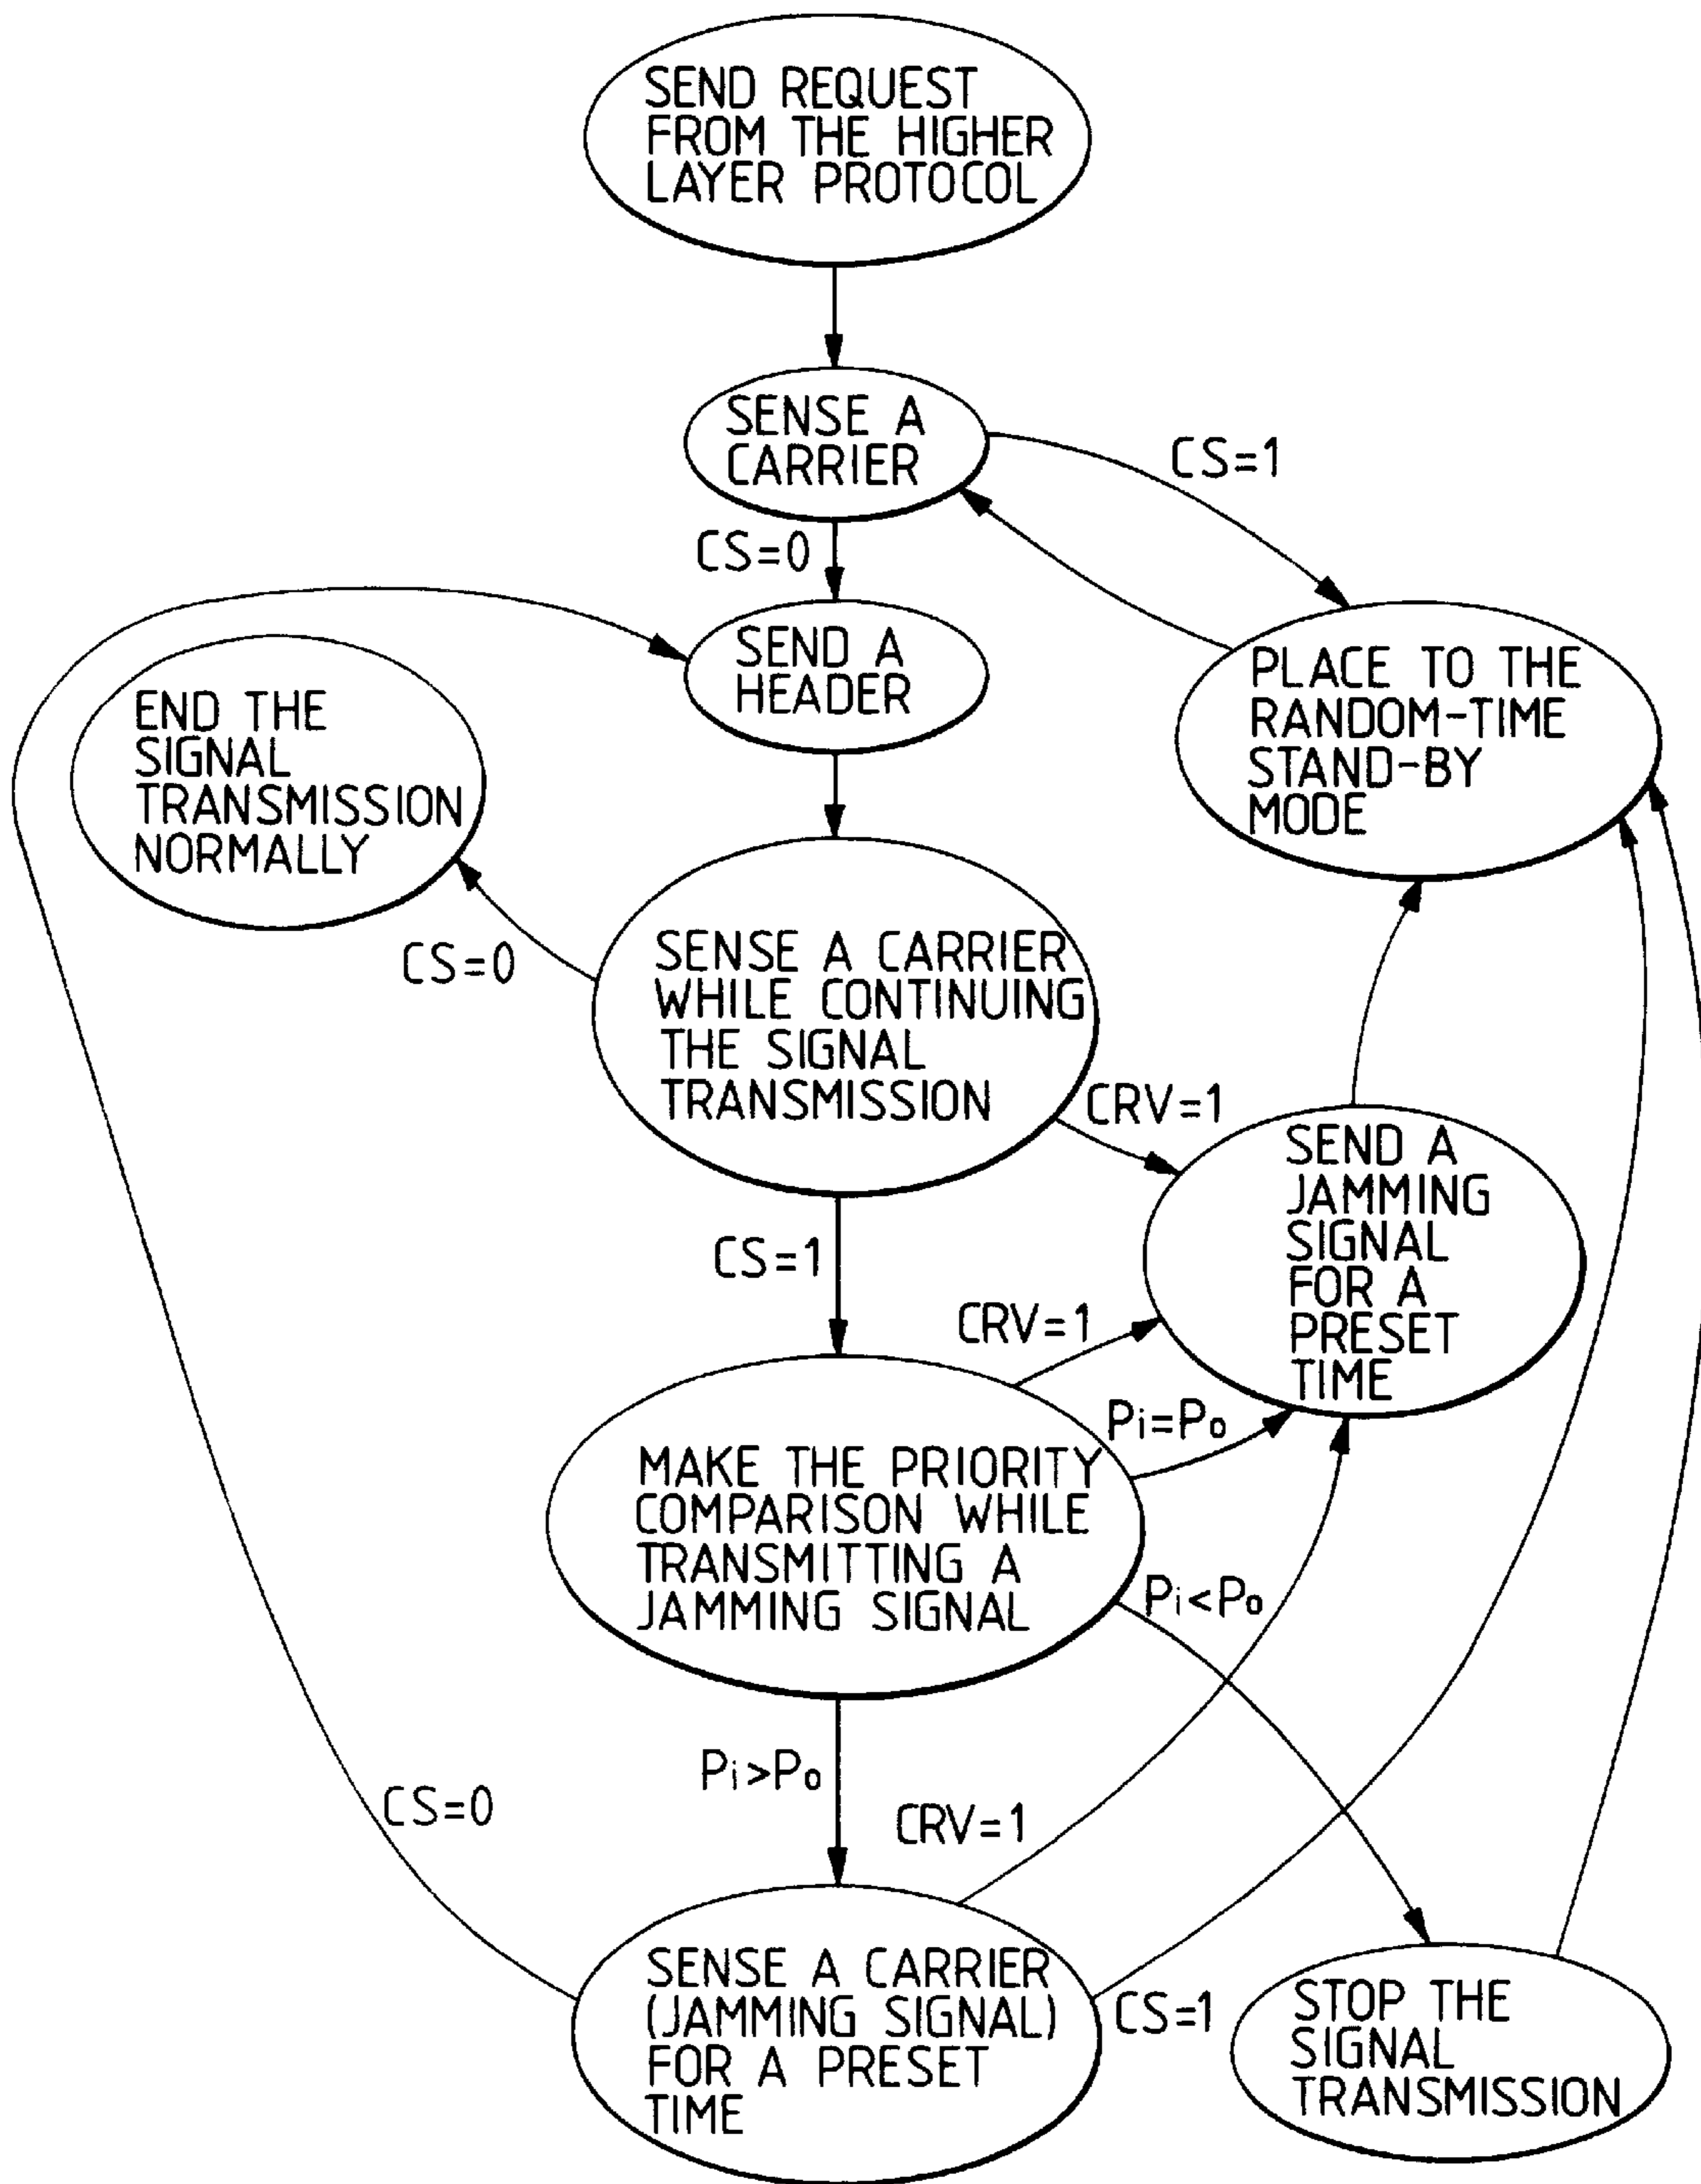 SEND REQUEST
FROM THE HIGHER
LAYER PROTOCOL
SENSE A
CARRIER
CS=1
CS=0
SEND A
HEADER
PLACE TO THE
RANDOM-TIME
STAND-BY
MODE
END THE
SIGNAL
TRANSMISSION
NORMALLY
CS=0
SENSE A CARRIER
WHILE CONTINUING
THE SIGNAL
TRANSMISSION
CRV=1
SEND A
JAMMING
SIGNAL
FOR A
PRESET
TIME
CS=1
CRV=1
Pi=Po
MAKE THE PRIORITY
COMPARISON WHILE
TRANSMITTING A
JAMMING SIGNAL
Pi<Po
Pi>Po
CS=0
CRV=1
SENSE A CARRIER
(JAMMING SIGNAL)
FOR A PRESET
TIME
CS=1
STOP THE
SIGNAL
TRANSMISSION